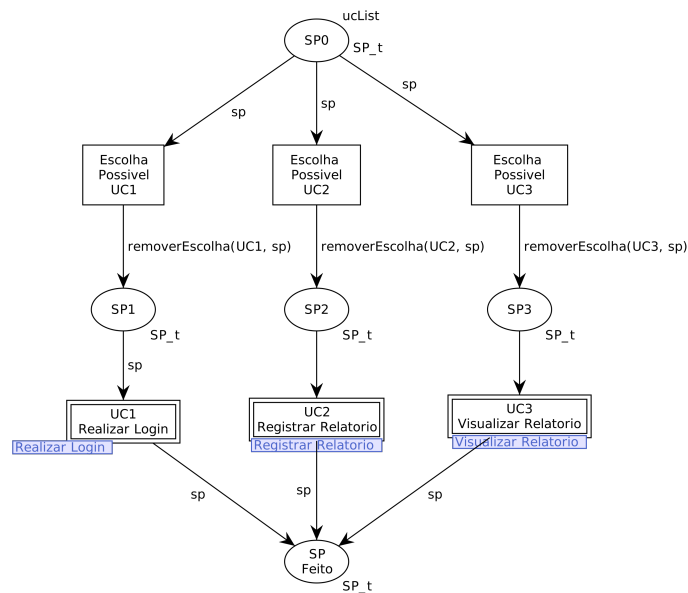 ucList
SP0
SP_t
sp
sp
sp
Escolha
Possivel
UC1
Escolha
Possivel
UC2
Escolha
Possivel
UC3
removerEscolha(UC1, sp)
removerEscolha(UC2, sp)
removerEscolha(UC3, sp)
SP1
SP_t
SP2
SP_t
SP3
SP_t
sp
UC1
Realizar Login
Realizar Login
UC2
Registrar Relatorio
Registrar Relatorio
UC3
Visualizar Relatorio
Visualizar Relatorio
sp
sp
sp
SP
Feito
SP_t